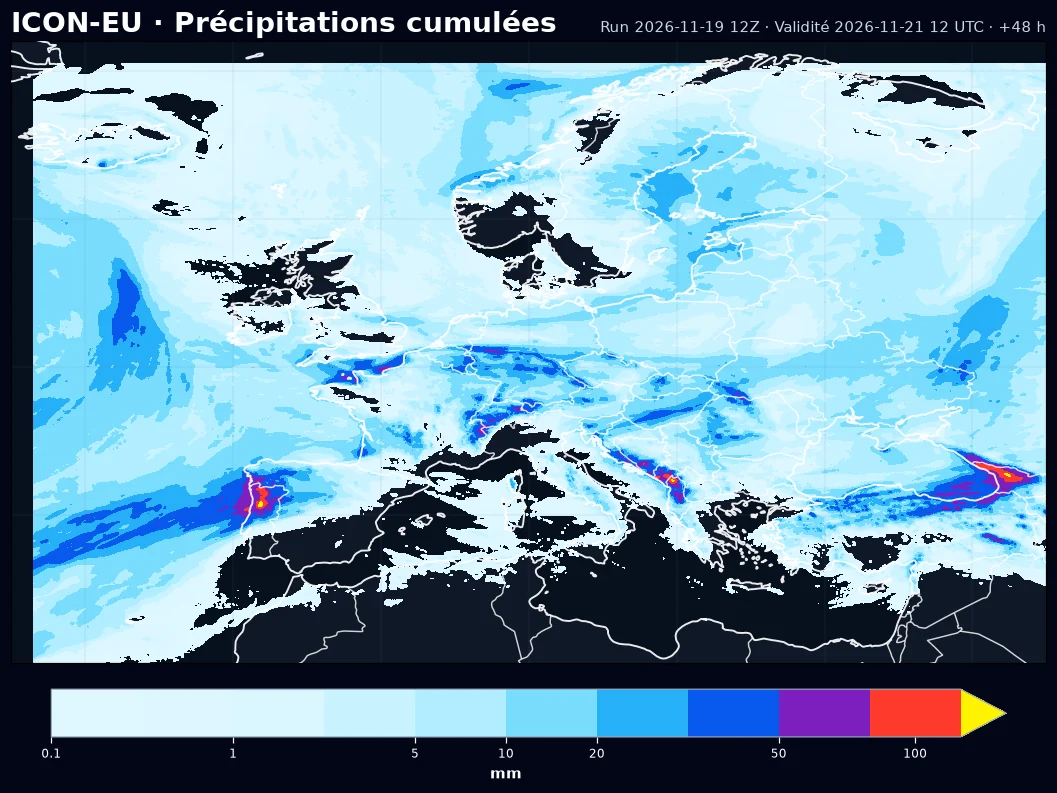 ICON-EU · Précipitations cumulées
Run 2026-11-19 12Z · Validité 2026-11-21 12 UTC · +48 h
0.1 1 5 10 20 50 100
mm